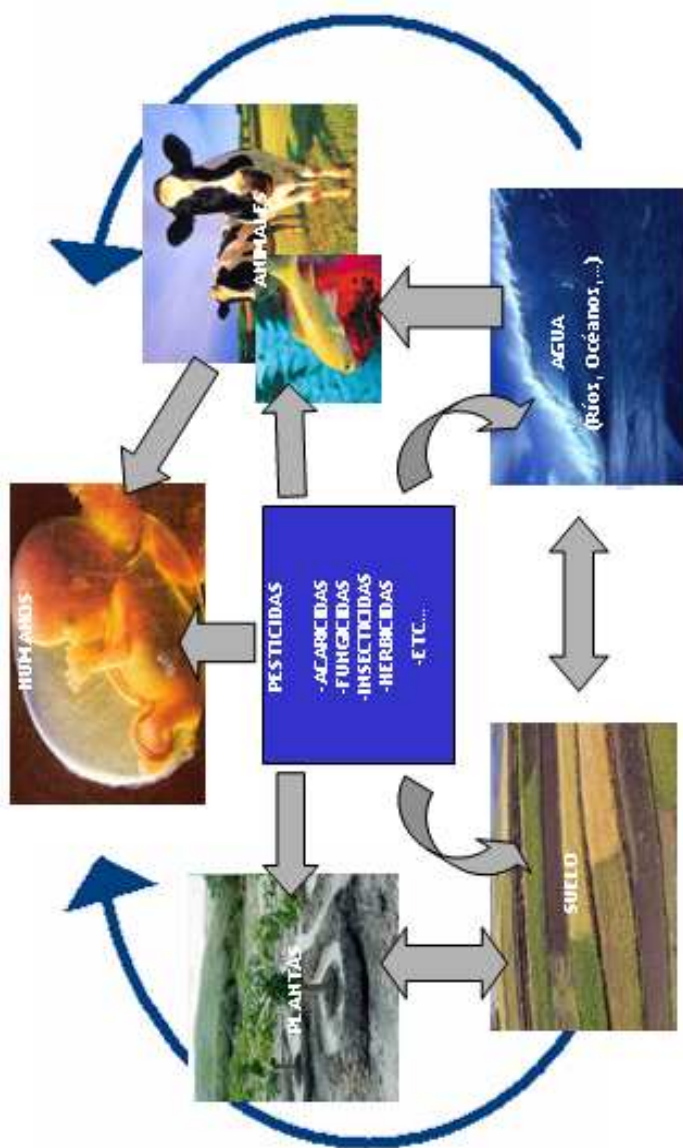 HUMANOS
PESTICIDAS
-ACARICIDAS
-FUNGICIDAS
-INSECTICIDAS
-HERBICIDAS
-ETC...
PLANTAS
ANIMALES
SUELO
AGUA
(Ríos, Océanos,...)